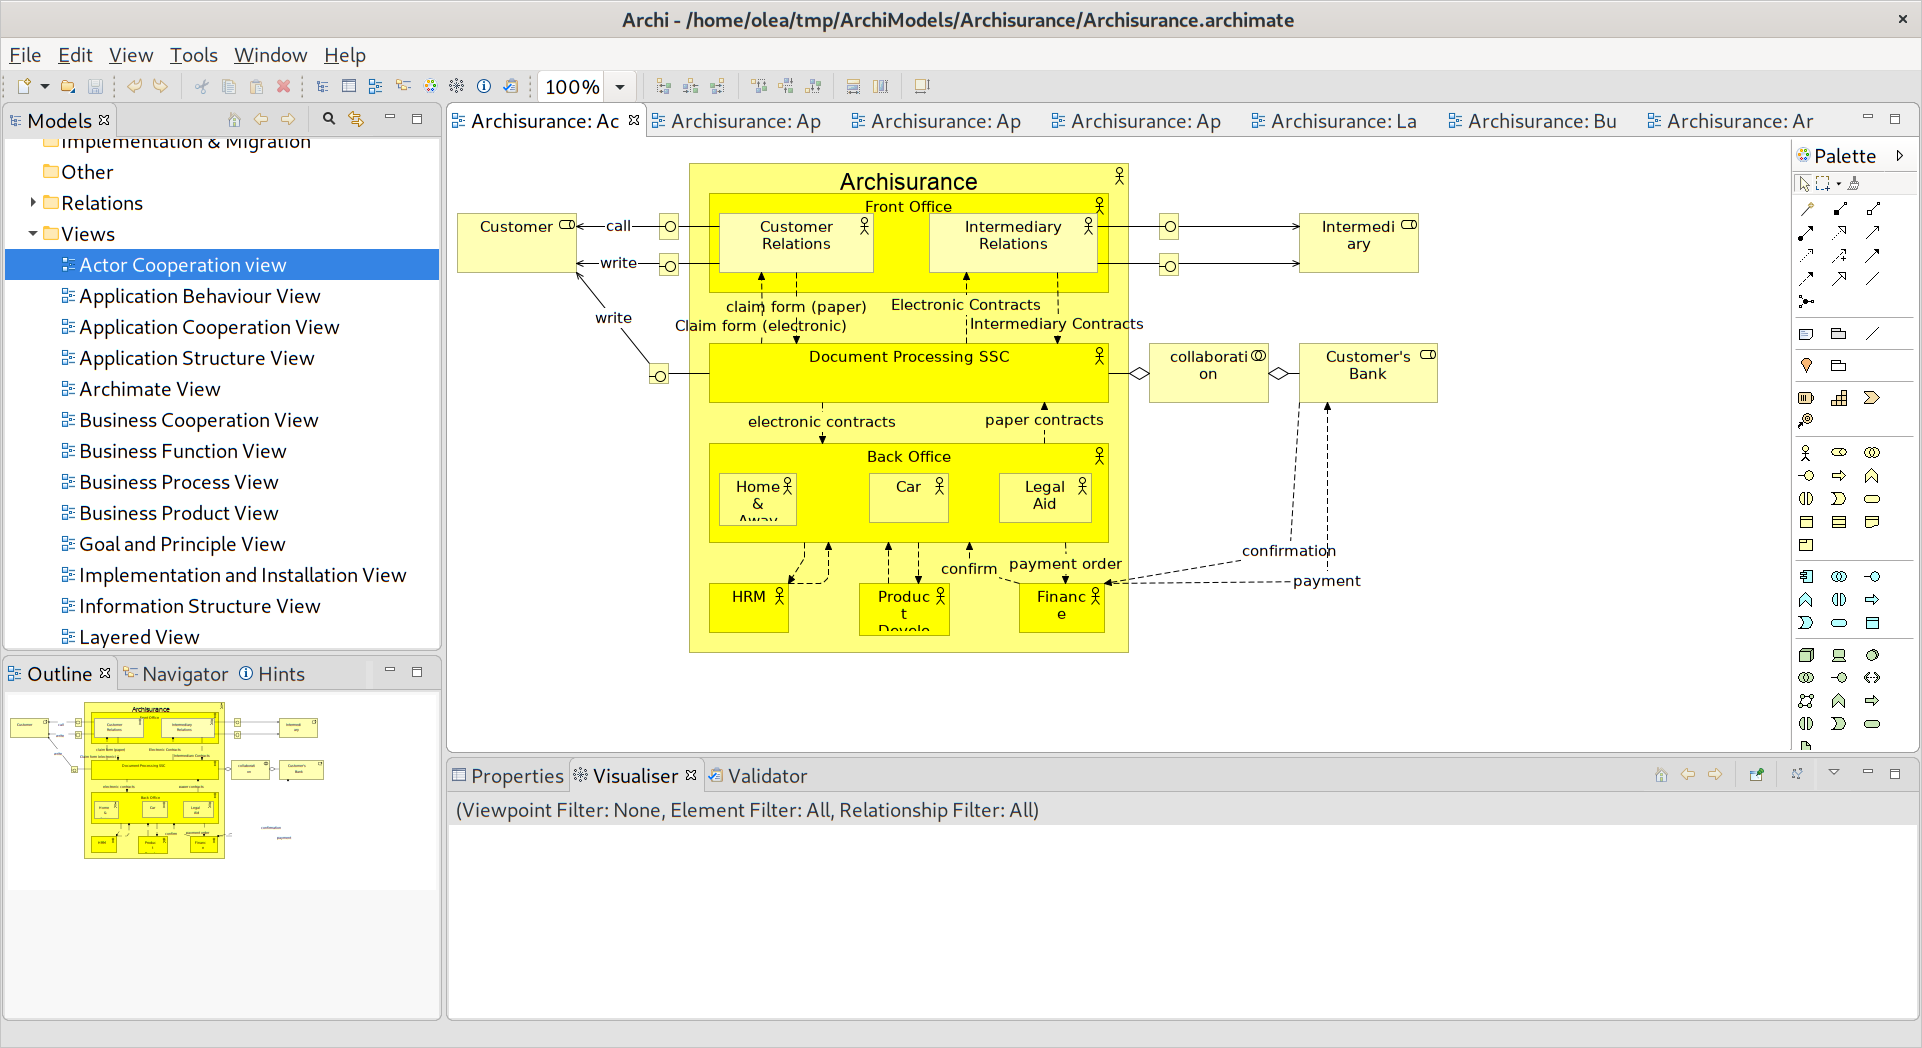 Archi - /home/olea/tmp/ArchiModels/Archisurance/Archisurance.archimate
File Edit View Tools Window Help
100%
Models
Implementation & Migration
Other
Relations
Views
Actor Cooperation view
Application Behaviour View
Application Cooperation View
Application Structure View
Archimate View
Business Cooperation View
Business Function View
Business Process View
Business Product View
Goal and Principle View
Implementation and Installation View
Information Structure View
Layered View
Outline Navigator Hints
Archisurance: Ac Archisurance: Ap Archisurance: Ap Archisurance: Ap Archisurance: La Archisurance: Bu Archisurance: Ar
Archisurance
Front Office
Customer
call
write
write
Customer
Relations
Intermediary
Relations
Intermedi
ary
claim form (paper)
Claim form (electronic)
Electronic Contracts
Intermediary Contracts
Document Processing SSC
collaborati
on
Customer's
Bank
electronic contracts
paper contracts
Back Office
Home
&
Away
Car
Legal
Aid
confirm
payment order
confirmation
payment
HRM
Produc
t
Develo
Financ
e
Palette
Properties Visualiser Validator
(Viewpoint Filter: None, Element Filter: All, Relationship Filter: All)